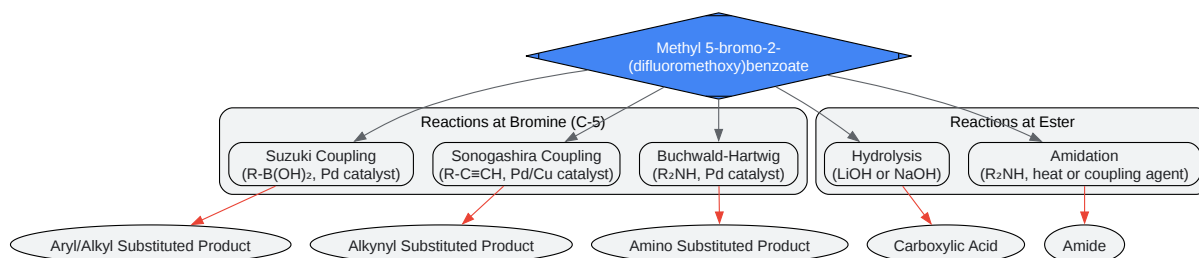 Methyl 5-bromo-2-
(difluoromethoxy)benzoate
Reactions at Bromine (C-5)
Reactions at Ester
Suzuki Coupling
(R-B(OH)₂, Pd catalyst)
Sonogashira Coupling
(R-C≡CH, Pd/Cu catalyst)
Buchwald-Hartwig
(R₂NH, Pd catalyst)
Hydrolysis
(LiOH or NaOH)
Amidation
(R₂NH, heat or coupling agent)
Aryl/Alkyl Substituted Product
Alkynyl Substituted Product
Amino Substituted Product
Carboxylic Acid
Amide